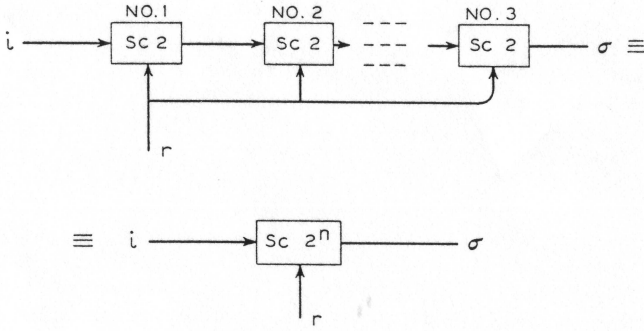 NO.1 NO.2 NO.3
i Sc 2 Sc 2 Sc 2 σ ≡
r
≡ i Sc 2ⁿ σ
r